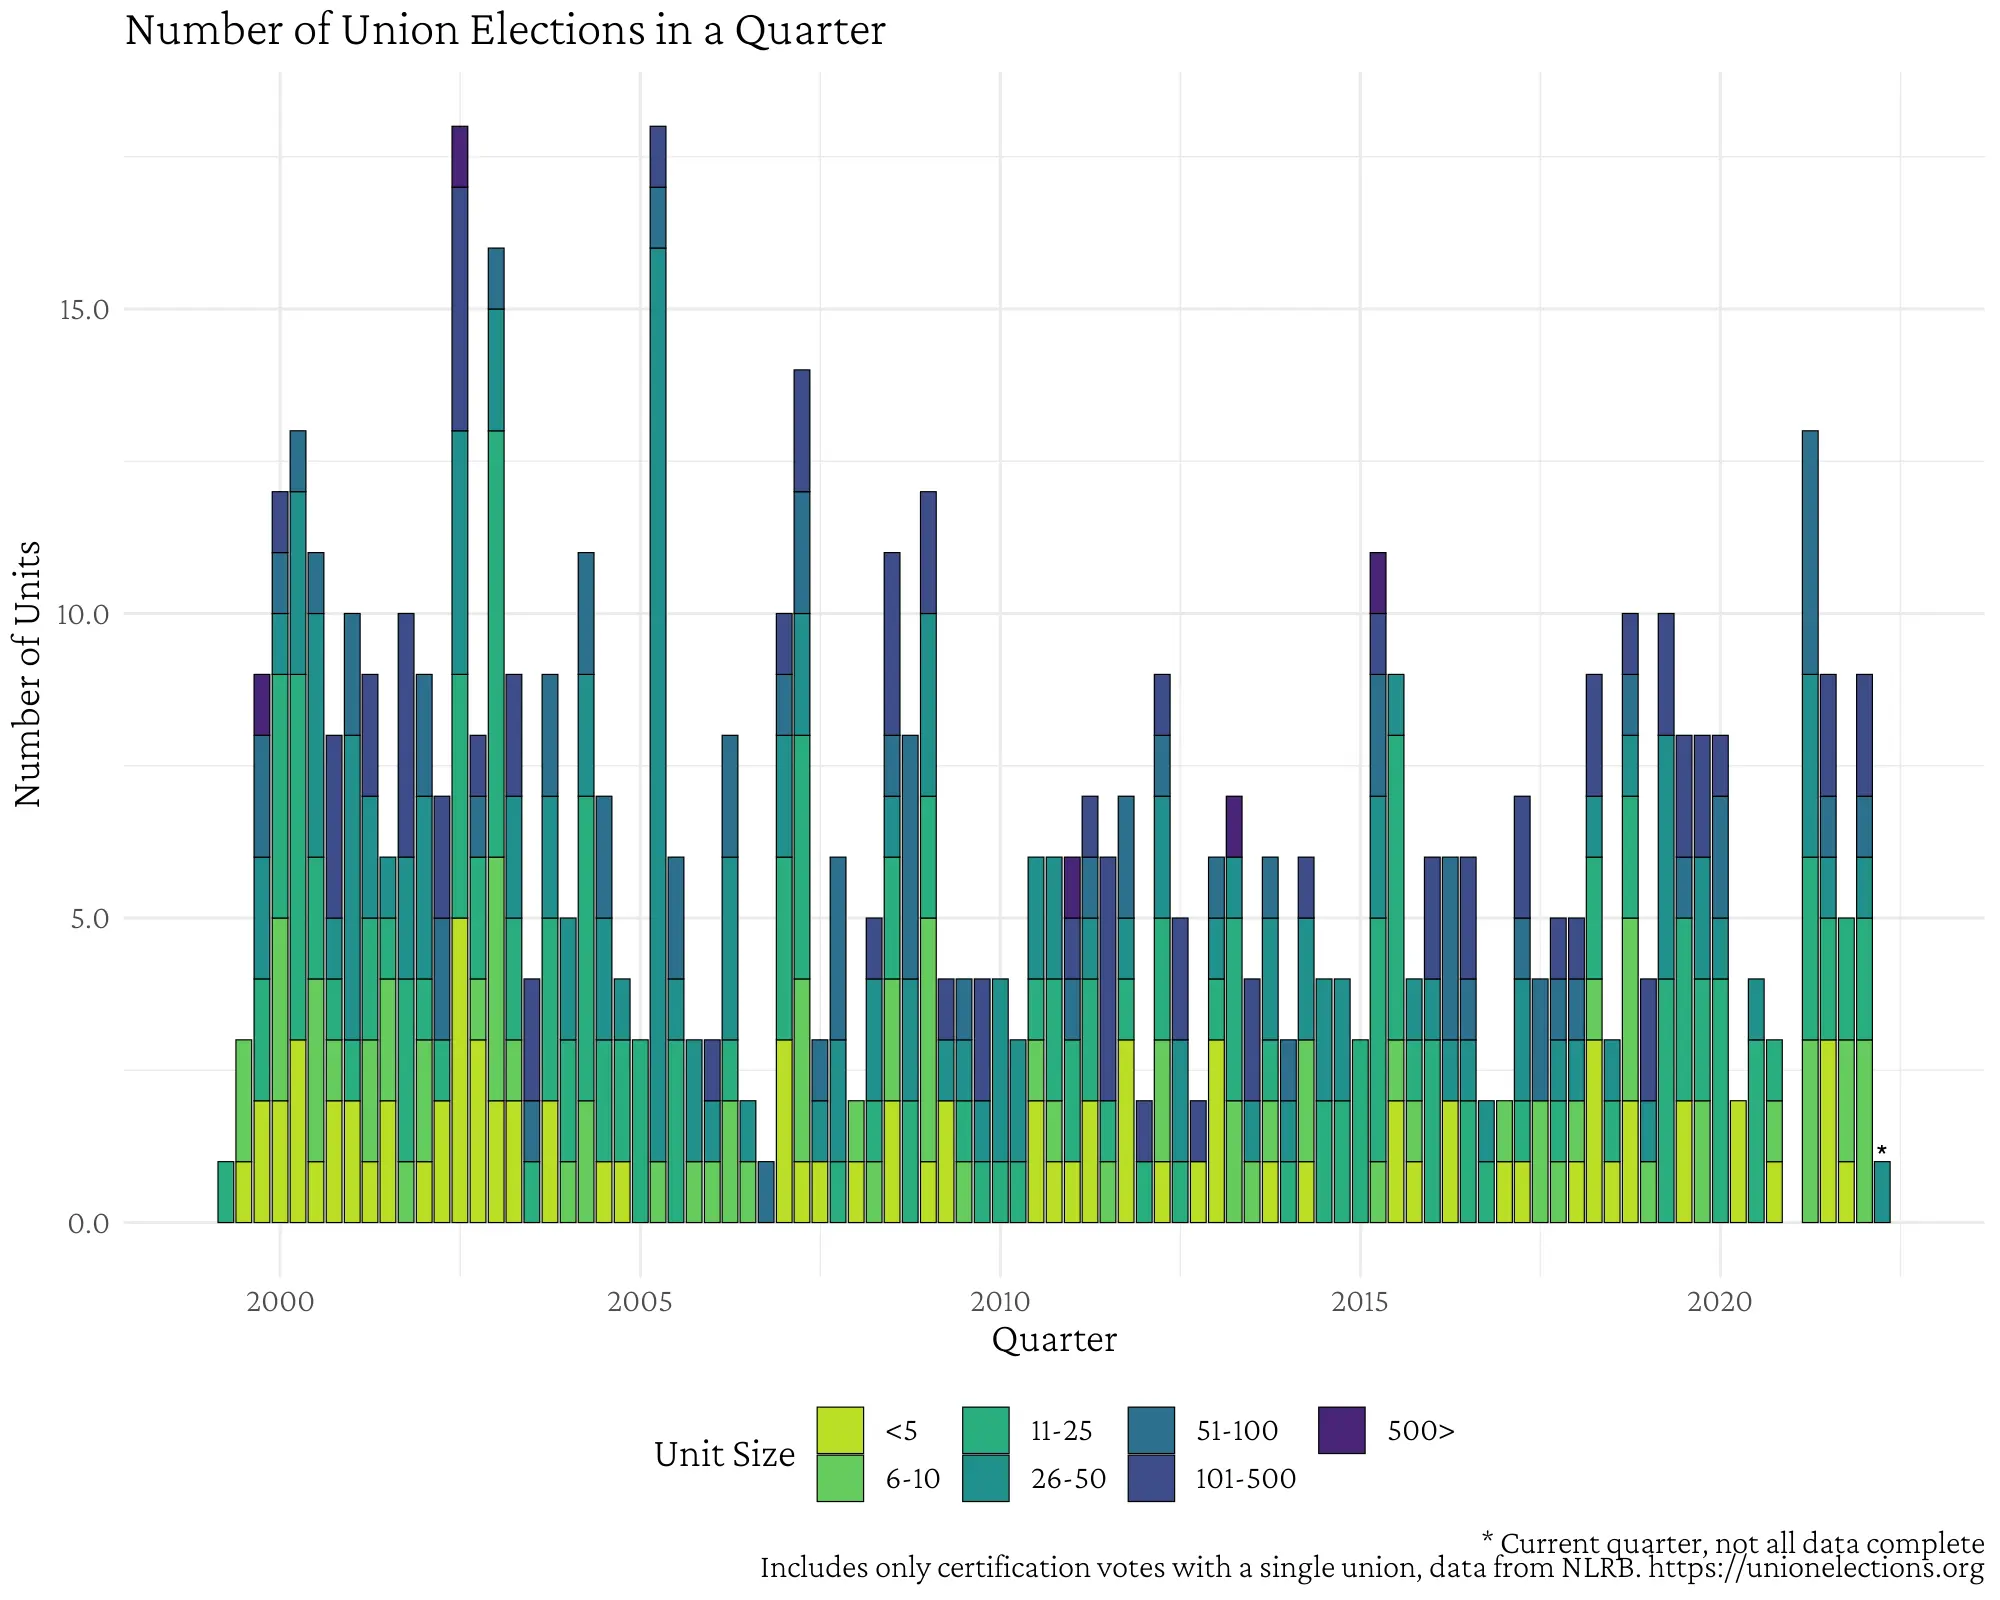 Number of Union Elections in a Quarter
Number of Units
15.0
10.0
5.0
0.0
*
2000 2005 2010 2015 2020
Quarter
Unit Size
<5 11-25 51-100 500>
6-10 26-50 101-500
* Current quarter, not all data complete
Includes only certification votes with a single union, data from NLRB. https://unionelections.org